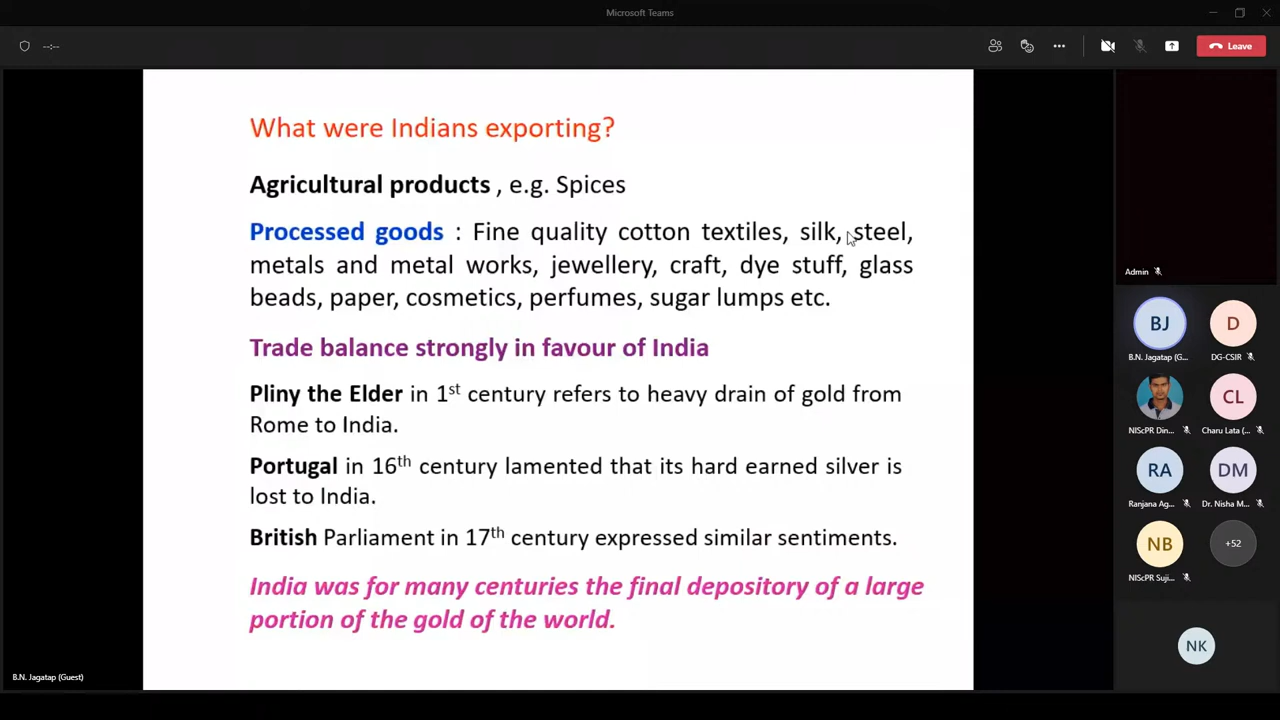 Microsoft Teams
--:--
Leave
What were Indians exporting?
Agricultural products , e.g. Spices
Processed goods : Fine quality cotton textiles, silk, steel,
metals and metal works, jewellery, craft, dye stuff, glass
beads, paper, cosmetics, perfumes, sugar lumps etc.
Trade balance strongly in favour of India
Pliny the Elder in 1st century refers to heavy drain of gold from
Rome to India.
Portugal in 16th century lamented that its hard earned silver is
lost to India.
British Parliament in 17th century expressed similar sentiments.
India was for many centuries the final depository of a large
portion of the gold of the world.
B.N. Jagatap (Guest)
Admin
BJ
D
B.N. Jagatap (G...
DG-CSIR
CL
NIScPR Din...
Charu Lata (...
RA
DM
Ranjana Ag...
Dr. Nisha M...
NB
+52
NIScPR Suji...
NK